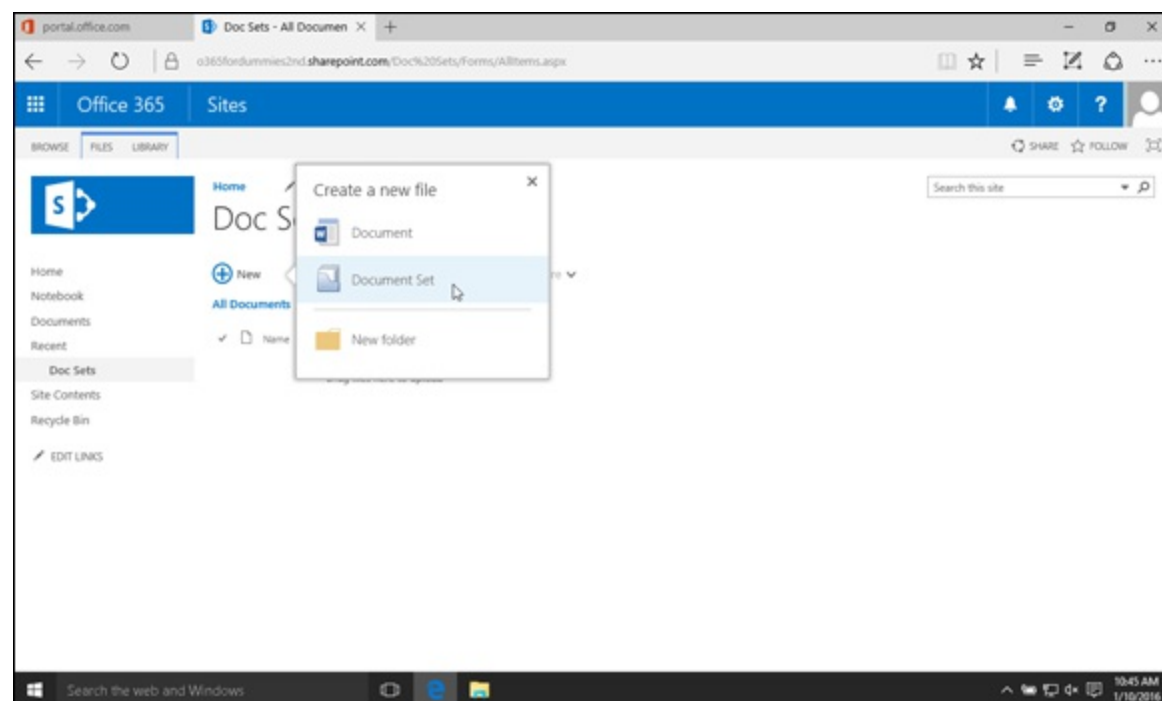 portal.office.com
Doc Sets - All Documen
o365fordummies2nd.sharepoint.com/Doc%20Sets/Forms/AllItems.aspx
Office 365
Sites
?
BROWSE
FILES
LIBRARY
SHARE
FOLLOW
S
Home
Doc S
Search this site
Create a new file
Document
Document Set
New folder
New
re
All Documents
Name
Home
Notebook
Documents
Recent
Doc Sets
Site Contents
Recycle Bin
EDIT LINKS
Search the web and Windows
10:45 AM
1/10/2016